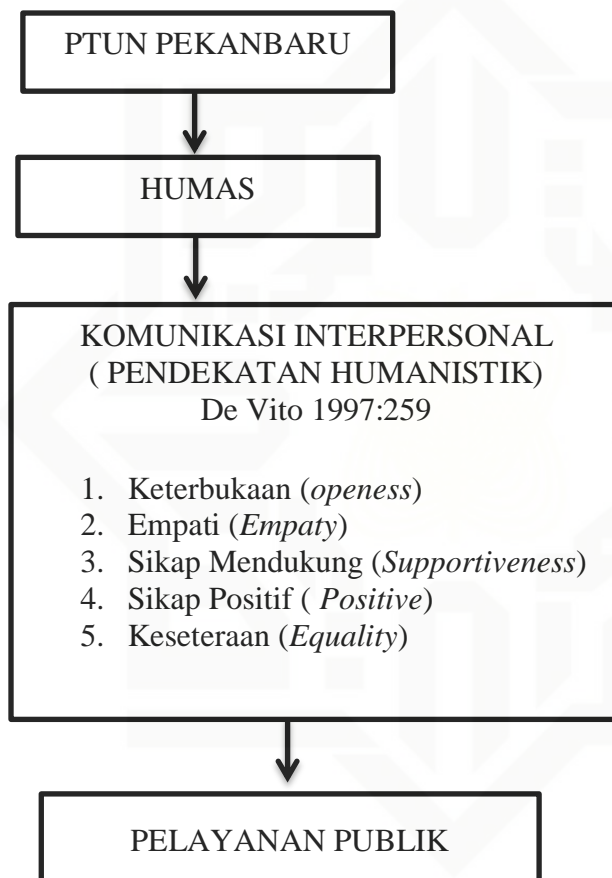 PTUN PEKANBARU
HUMAS
KOMUNIKASI INTERPERSONAL
( PENDEKATAN HUMANISTIK)
De Vito 1997:259
1. Keterbukaan (openess)
2. Empati (Empaty)
3. Sikap Mendukung (Supportiveness)
4. Sikap Positif ( Positive)
5. Keseteraan (Equality)
PELAYANAN PUBLIK